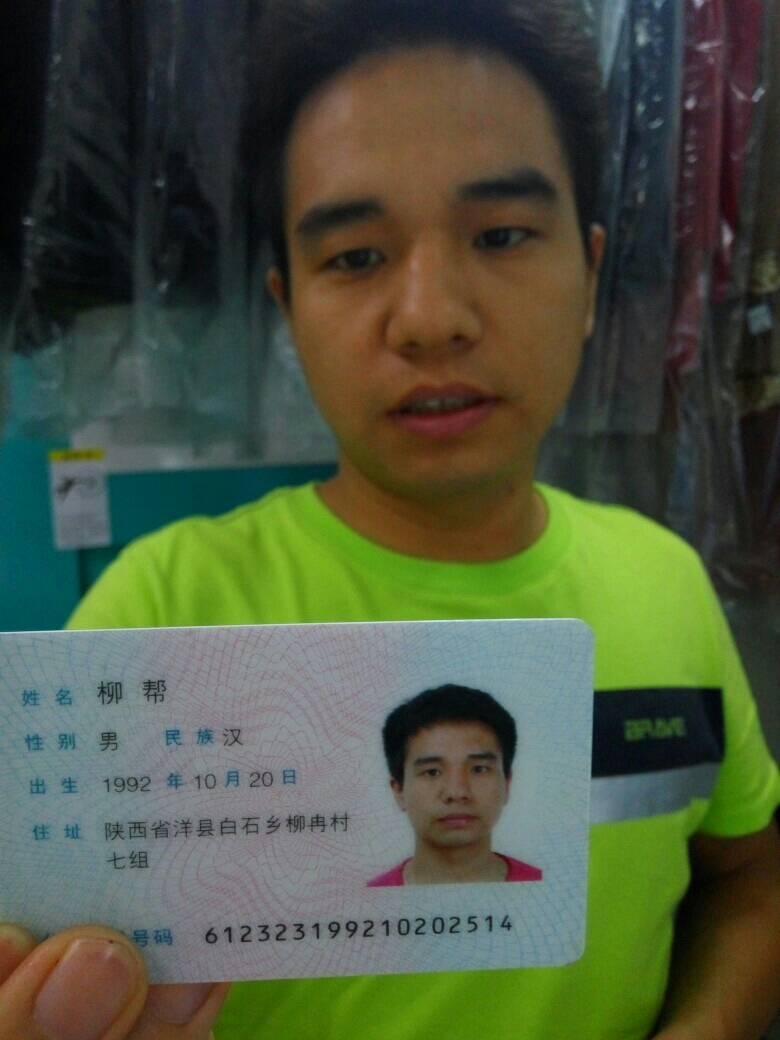 BRAVE
姓名 柳帮
性别 男 民族 汉
出生 1992 年 10 月 20 日
住址 陕西省洋县白石乡柳冉村
七组
号码 612323199210202514